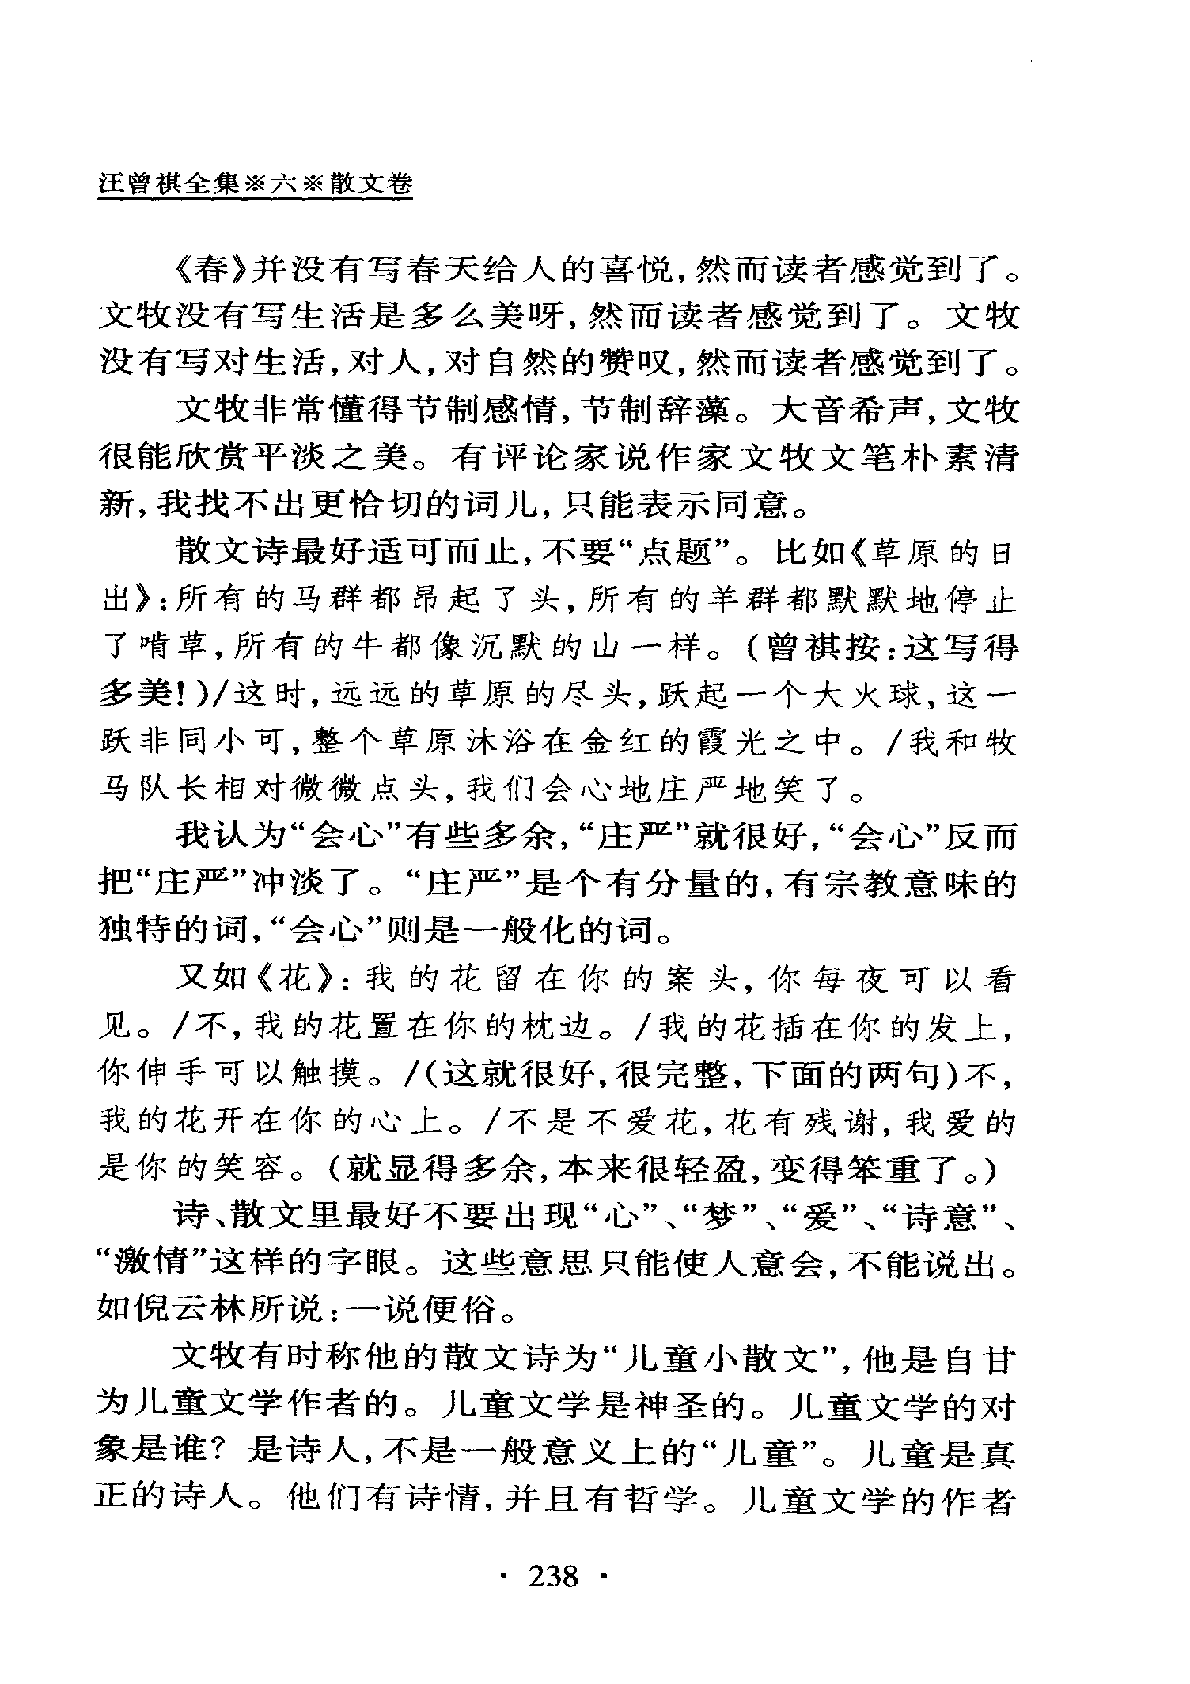 汪曾祺全集※六※散文卷
《春》并没有写春天给人的喜悦,然而读者感觉到了。
文牧没有写生活是多么美呀,然而读者感觉到了。文牧
没有写对生活,对人,对自然的赞叹,然而读者感觉到了。
文牧非常懂得节制感情,节制辞藻。大音希声,文牧
很能欣赏平淡之美。有评论家说作家文牧文笔朴素清
新,我找不出更恰切的词儿,只能表示同意。
散文诗最好适可而止,不要“点题”。比如《草原的日
出》:所有的马群都昂起了头,所有的羊群都默默地停止
了啃草,所有的牛都像沉默的山一样。(曾祺按:这写得
多美!)/这时,远远的草原的尽头,跃起一个大火球,这一
跃非同小可,整个草原沐浴在金红的霞光之中。/我和牧
马队长相对微微点头,我们会心地庄严地笑了。
我认为“会心”有些多余,“庄严”就很好,“会心”反而
把“庄严”冲淡了。“庄严”是个有分量的,有宗教意味的
独特的词,“会心”则是一般化的词。
又如《花》:我的花留在你的案头,你每夜可以看
见。/不,我的花置在你的枕边。/我的花插在你的发上,
你伸手可以触摸。/(这就很好,很完整,下面的两句)不,
我的花开在你的心上。/不是不爱花,花有残谢,我爱的
是你的笑容。(就显得多余,本来很轻盈,变得笨重了。)
诗、散文里最好不要出现“心”、“梦”、“爱”、“诗意”、
“激情”这样的字眼。这些意思只能使人意会,不能说出。
如倪云林所说:一说便俗。
文牧有时称他的散文诗为“儿童小散文”,他是自甘
为儿童文学作者的。儿童文学是神圣的。儿童文学的对
象是谁?是诗人,不是一般意义上的“儿童”。儿童是真
正的诗人。他们有诗情,并且有哲学。儿童文学的作者
· 238 ·